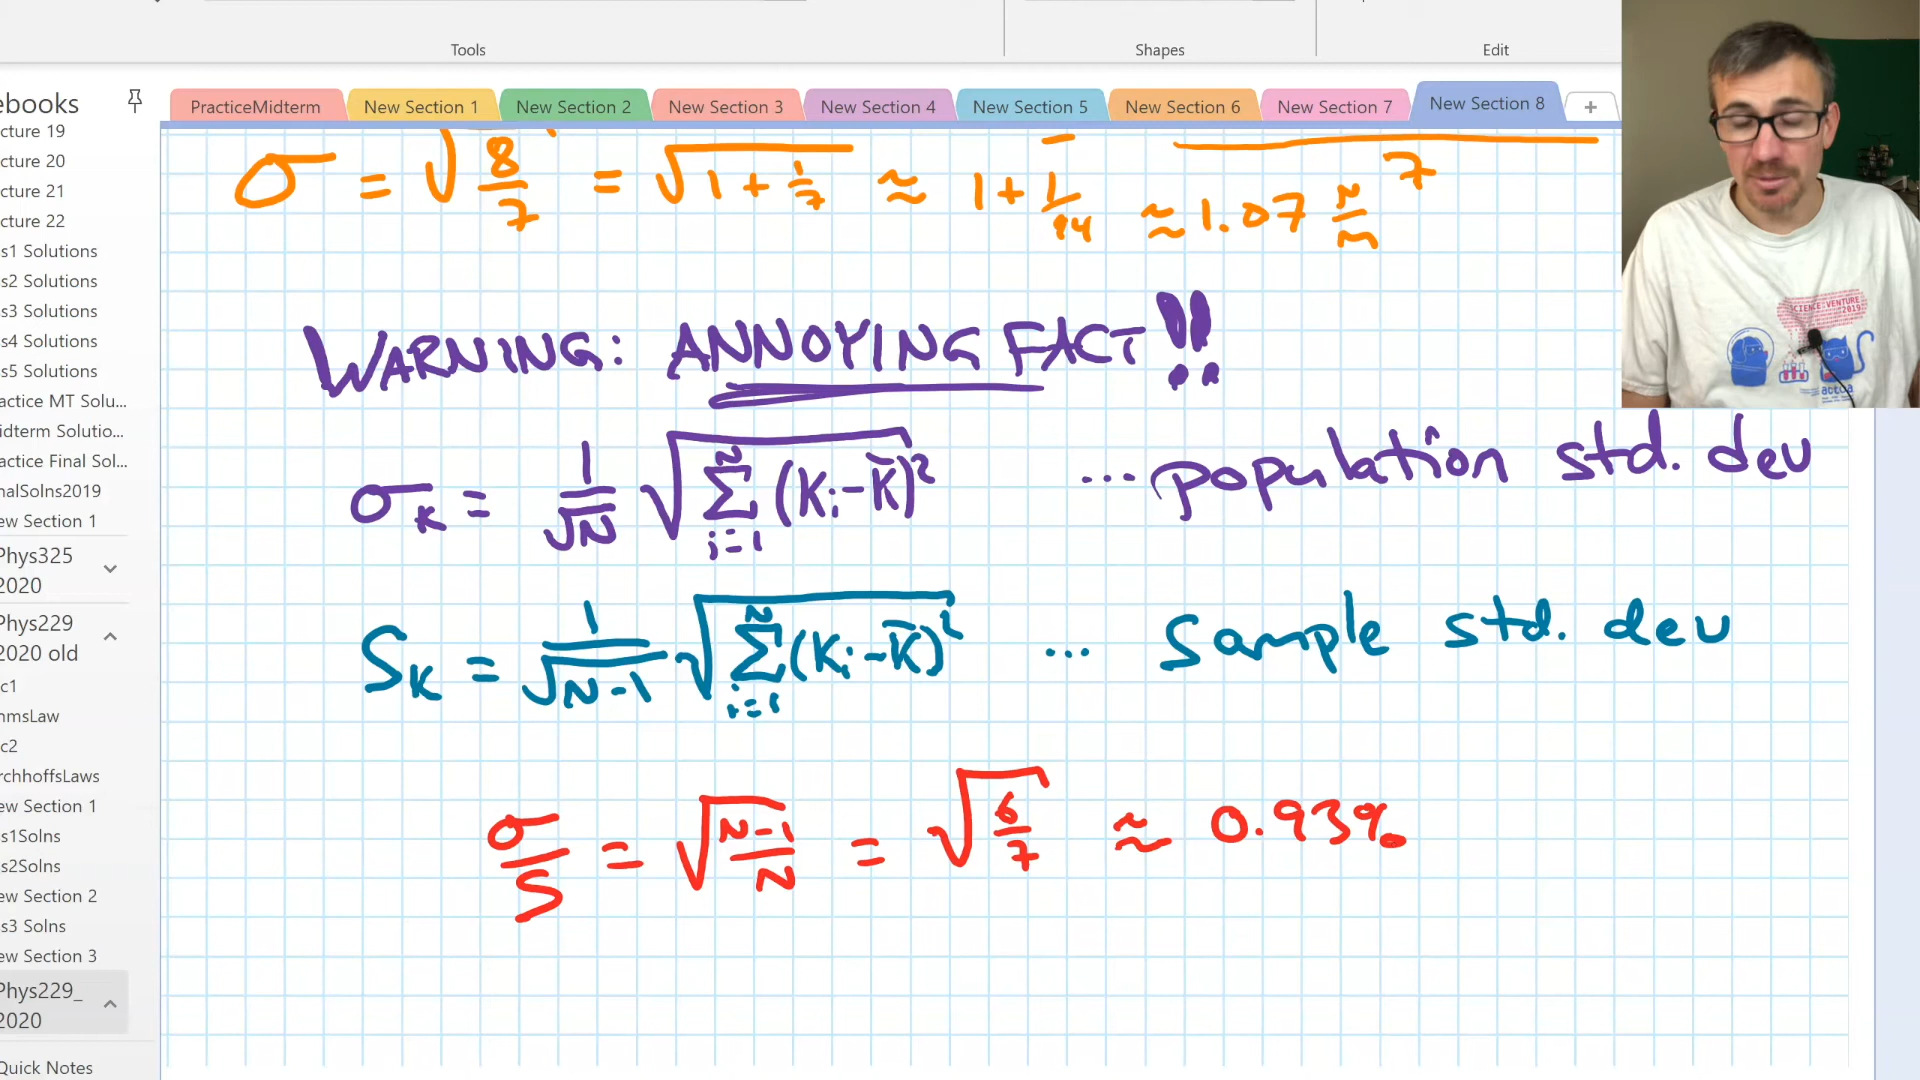 Tools Shapes Edit
ebooks
PracticeMidterm New Section 1 New Section 2 New Section 3 New Section 4 New Section 5 New Section 6 New Section 7 New Section 8 +
cture 19
cture 20
cture 21
cture 22
s1 Solutions
s2 Solutions
s3 Solutions
s4 Solutions
s5 Solutions
actice MT Solu...
idterm Solutio...
actice Final Sol...
nalSolns2019
ew Section 1
Phys325
2020
Phys229
2020 old
c1
hmsLaw
c2
rchhoffsLaws
ew Section 1
s1Solns
s2Solns
ew Section 2
s3 Solns
ew Section 3
Phys229_
2020
Quick Notes
σ = √(8/7) = √(1 + 1/7) ≈ 1 + 1/14 ≈ 1.07 N/m
7
WARNING: ANNOYING FACT!!
σ_K = 1/√N √(Σ_{i=1}^{N} (K_i - K̄)²) ... population std. dev
S_K = 1/√(N-1) √(Σ_{i=1}^{N} (K_i - K̄)²) ... Sample std. dev
σ/S = √((N-1)/N) = √(6/7) ≈ 0.93%
SCIENCE VENTURE
2019
actua